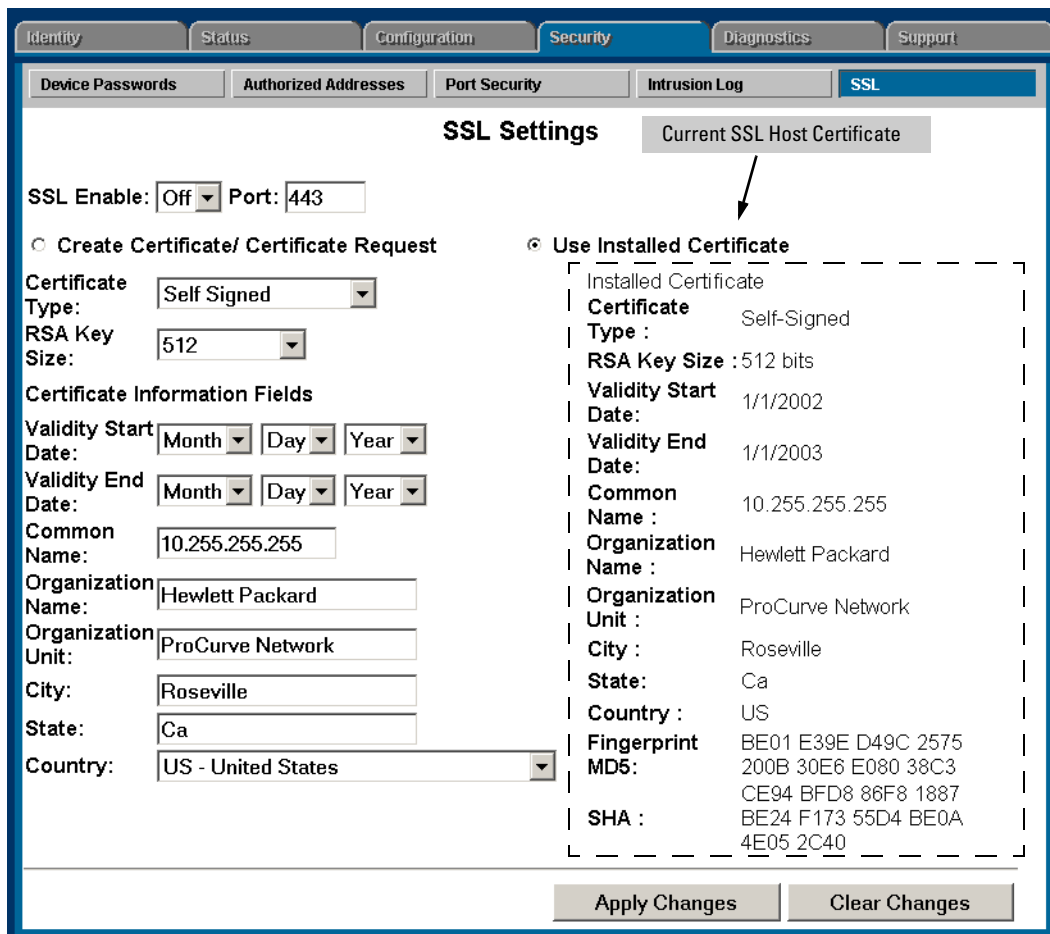 Identity Status Configuration Security Diagnostics Support
Device Passwords Authorized Addresses Port Security Intrusion Log SSL
SSL Settings
Current SSL Host Certificate
SSL Enable: Off Port: 443
Create Certificate/ Certificate Request
Certificate
Type:
Self Signed
RSA Key
Size:
512
Certificate Information Fields
Validity Start
Date:
Month Day Year
Validity End
Date:
Month Day Year
Common
Name:
10.255.255.255
Organization
Name:
Hewlett Packard
Organization
Unit:
ProCurve Network
City: Roseville
State: Ca
Country: US - United States
Use Installed Certificate
Installed Certificate
Certificate
Type :
Self-Signed
RSA Key Size : 512 bits
Validity Start
Date:
1/1/2002
Validity End
Date:
1/1/2003
Common
Name :
10.255.255.255
Organization
Name :
Hewlett Packard
Organization
Unit :
ProCurve Network
City : Roseville
State: Ca
Country : US
Fingerprint
MD5:
BE01 E39E D49C 2575
200B 30E6 E080 38C3
SHA :
CE94 BFD8 86F8 1887
BE24 F173 55D4 BE0A
4E05 2C40
Apply Changes Clear Changes